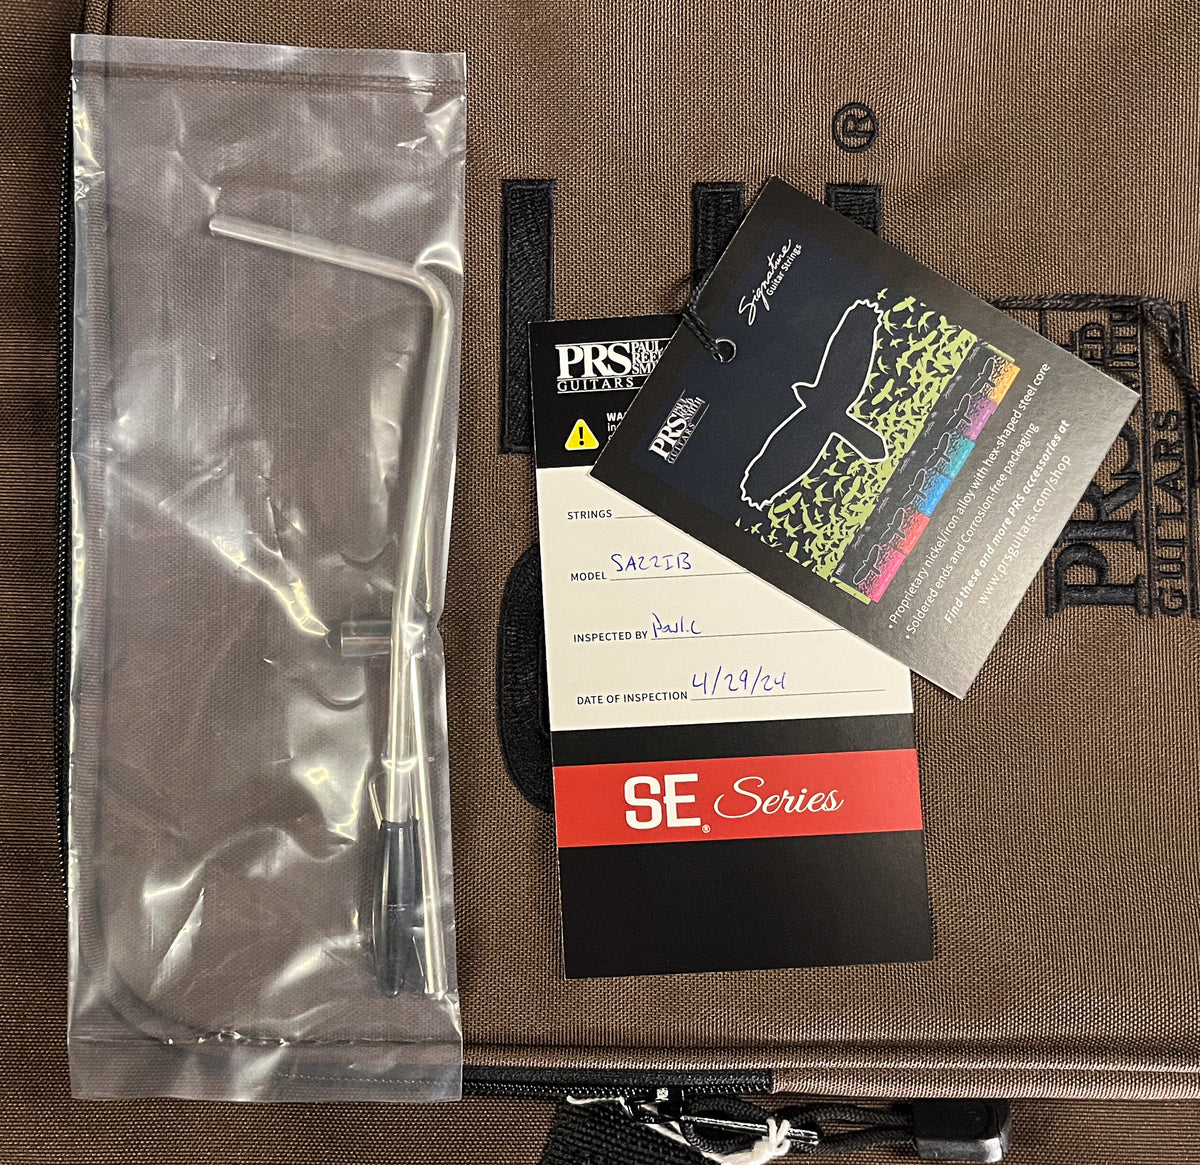 PRS PAUL
GUITARS
STRINGS
MODEL SA22IB
INSPECTED BY Paul.C
DATE OF INSPECTION 4/29/24
SE® Series
Signature
Guitar Strings
PRS PAUL REED SMITH
GUITARS
• Proprietary nickel/iron alloy with hex-shaped steel core
• Soldered ends and Corrosion-free packaging
Find these and more PRS accessories at
www.prsguitars.com/shop
®
PRS
GUITARS